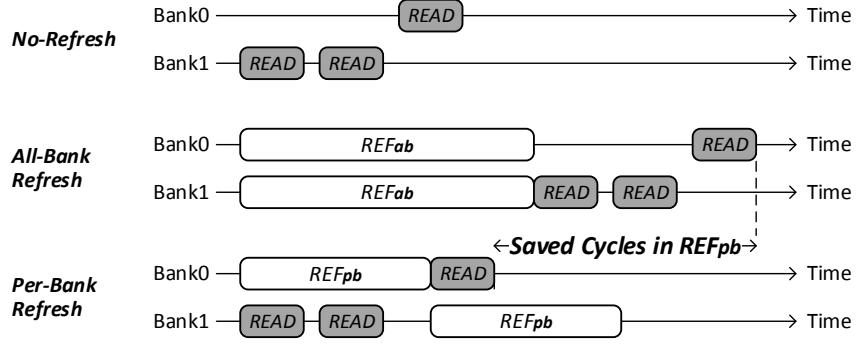 No-Refresh
Bank0 READ Time
Bank1 READ READ Time
All-Bank
Refresh
Bank0 REFab READ Time
Bank1 REFab READ READ Time
Saved Cycles in REFpb
Per-Bank
Refresh
Bank0 REFpb READ Time
Bank1 READ READ REFpb Time